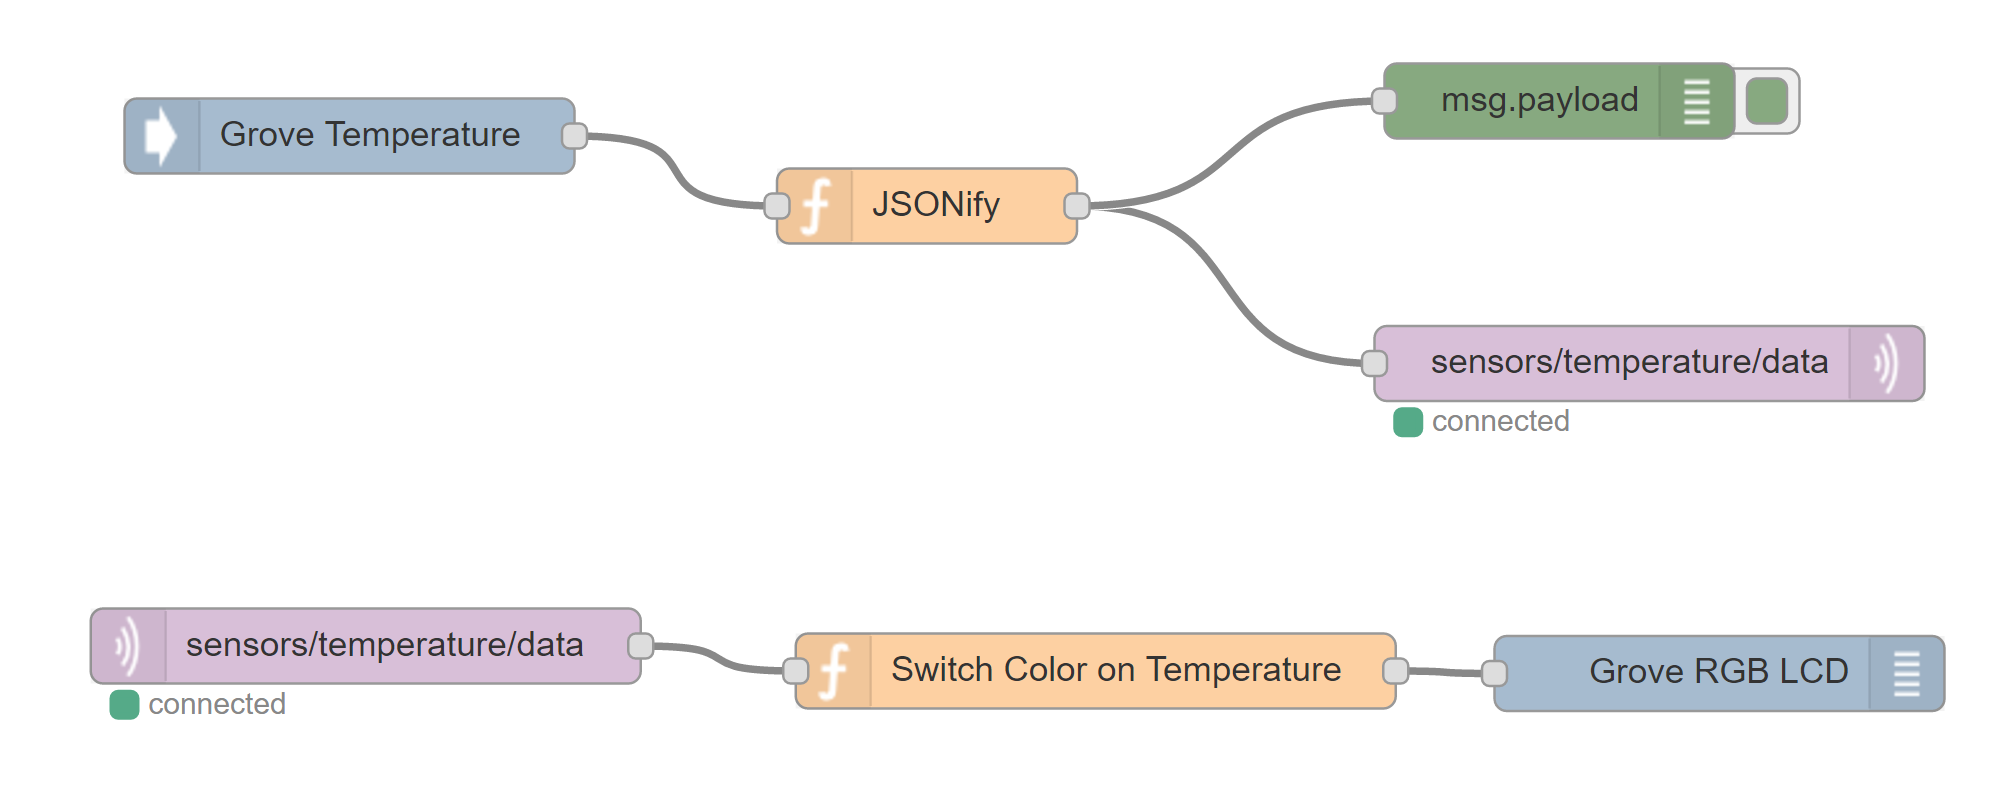 Grove Temperature
JSONify
msg.payload
sensors/temperature/data
connected
sensors/temperature/data
connected
Switch Color on Temperature
Grove RGB LCD